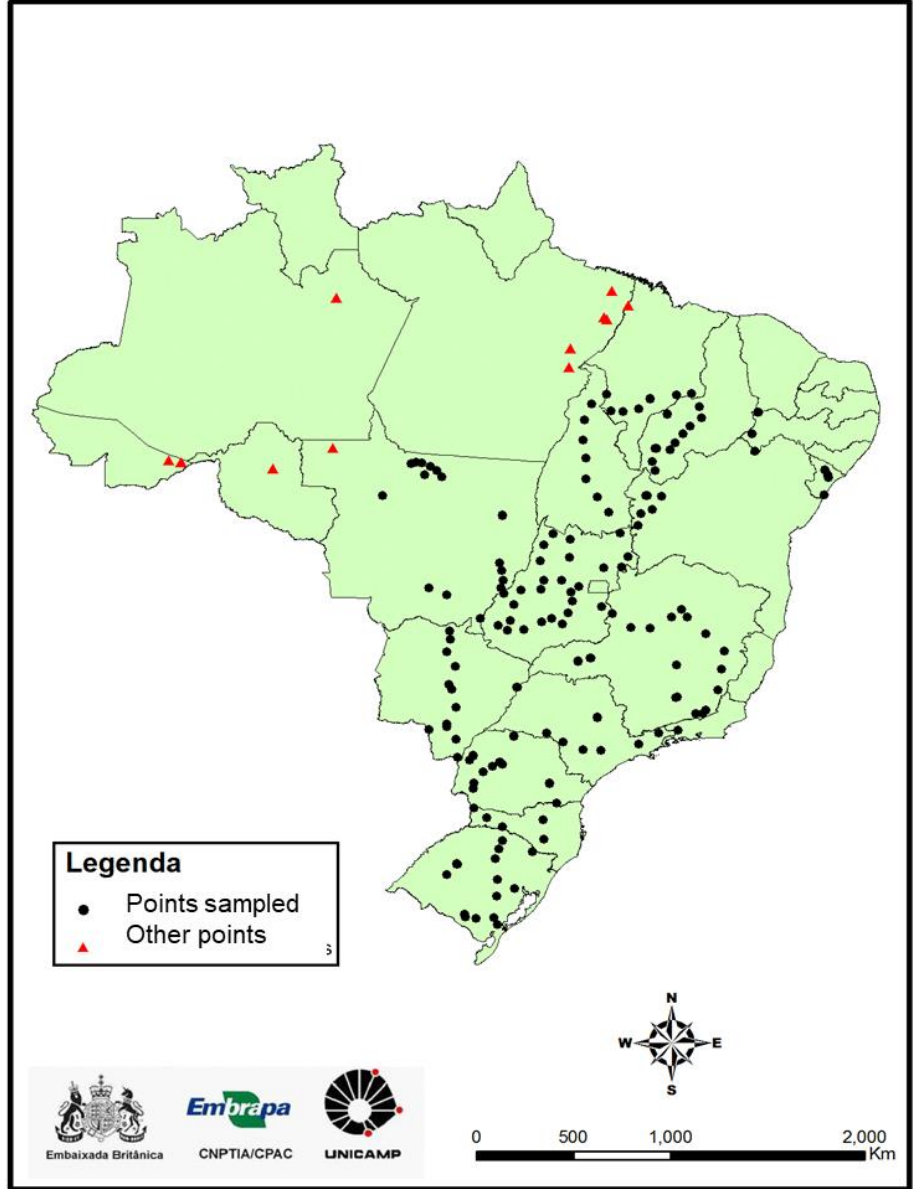 Legenda
Points sampled
Other points
s
N
W E
S
Embrapa
Embaixada Britânica
CNPTIA/CPAC
UNICAMP
0 500 1,000 2,000
Km